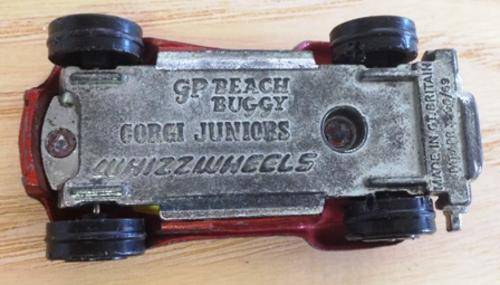 GP BEACH
BUGGY
CORGI JUNIORS
WHIZZWHEELS
MADE IN GT. BRITAIN